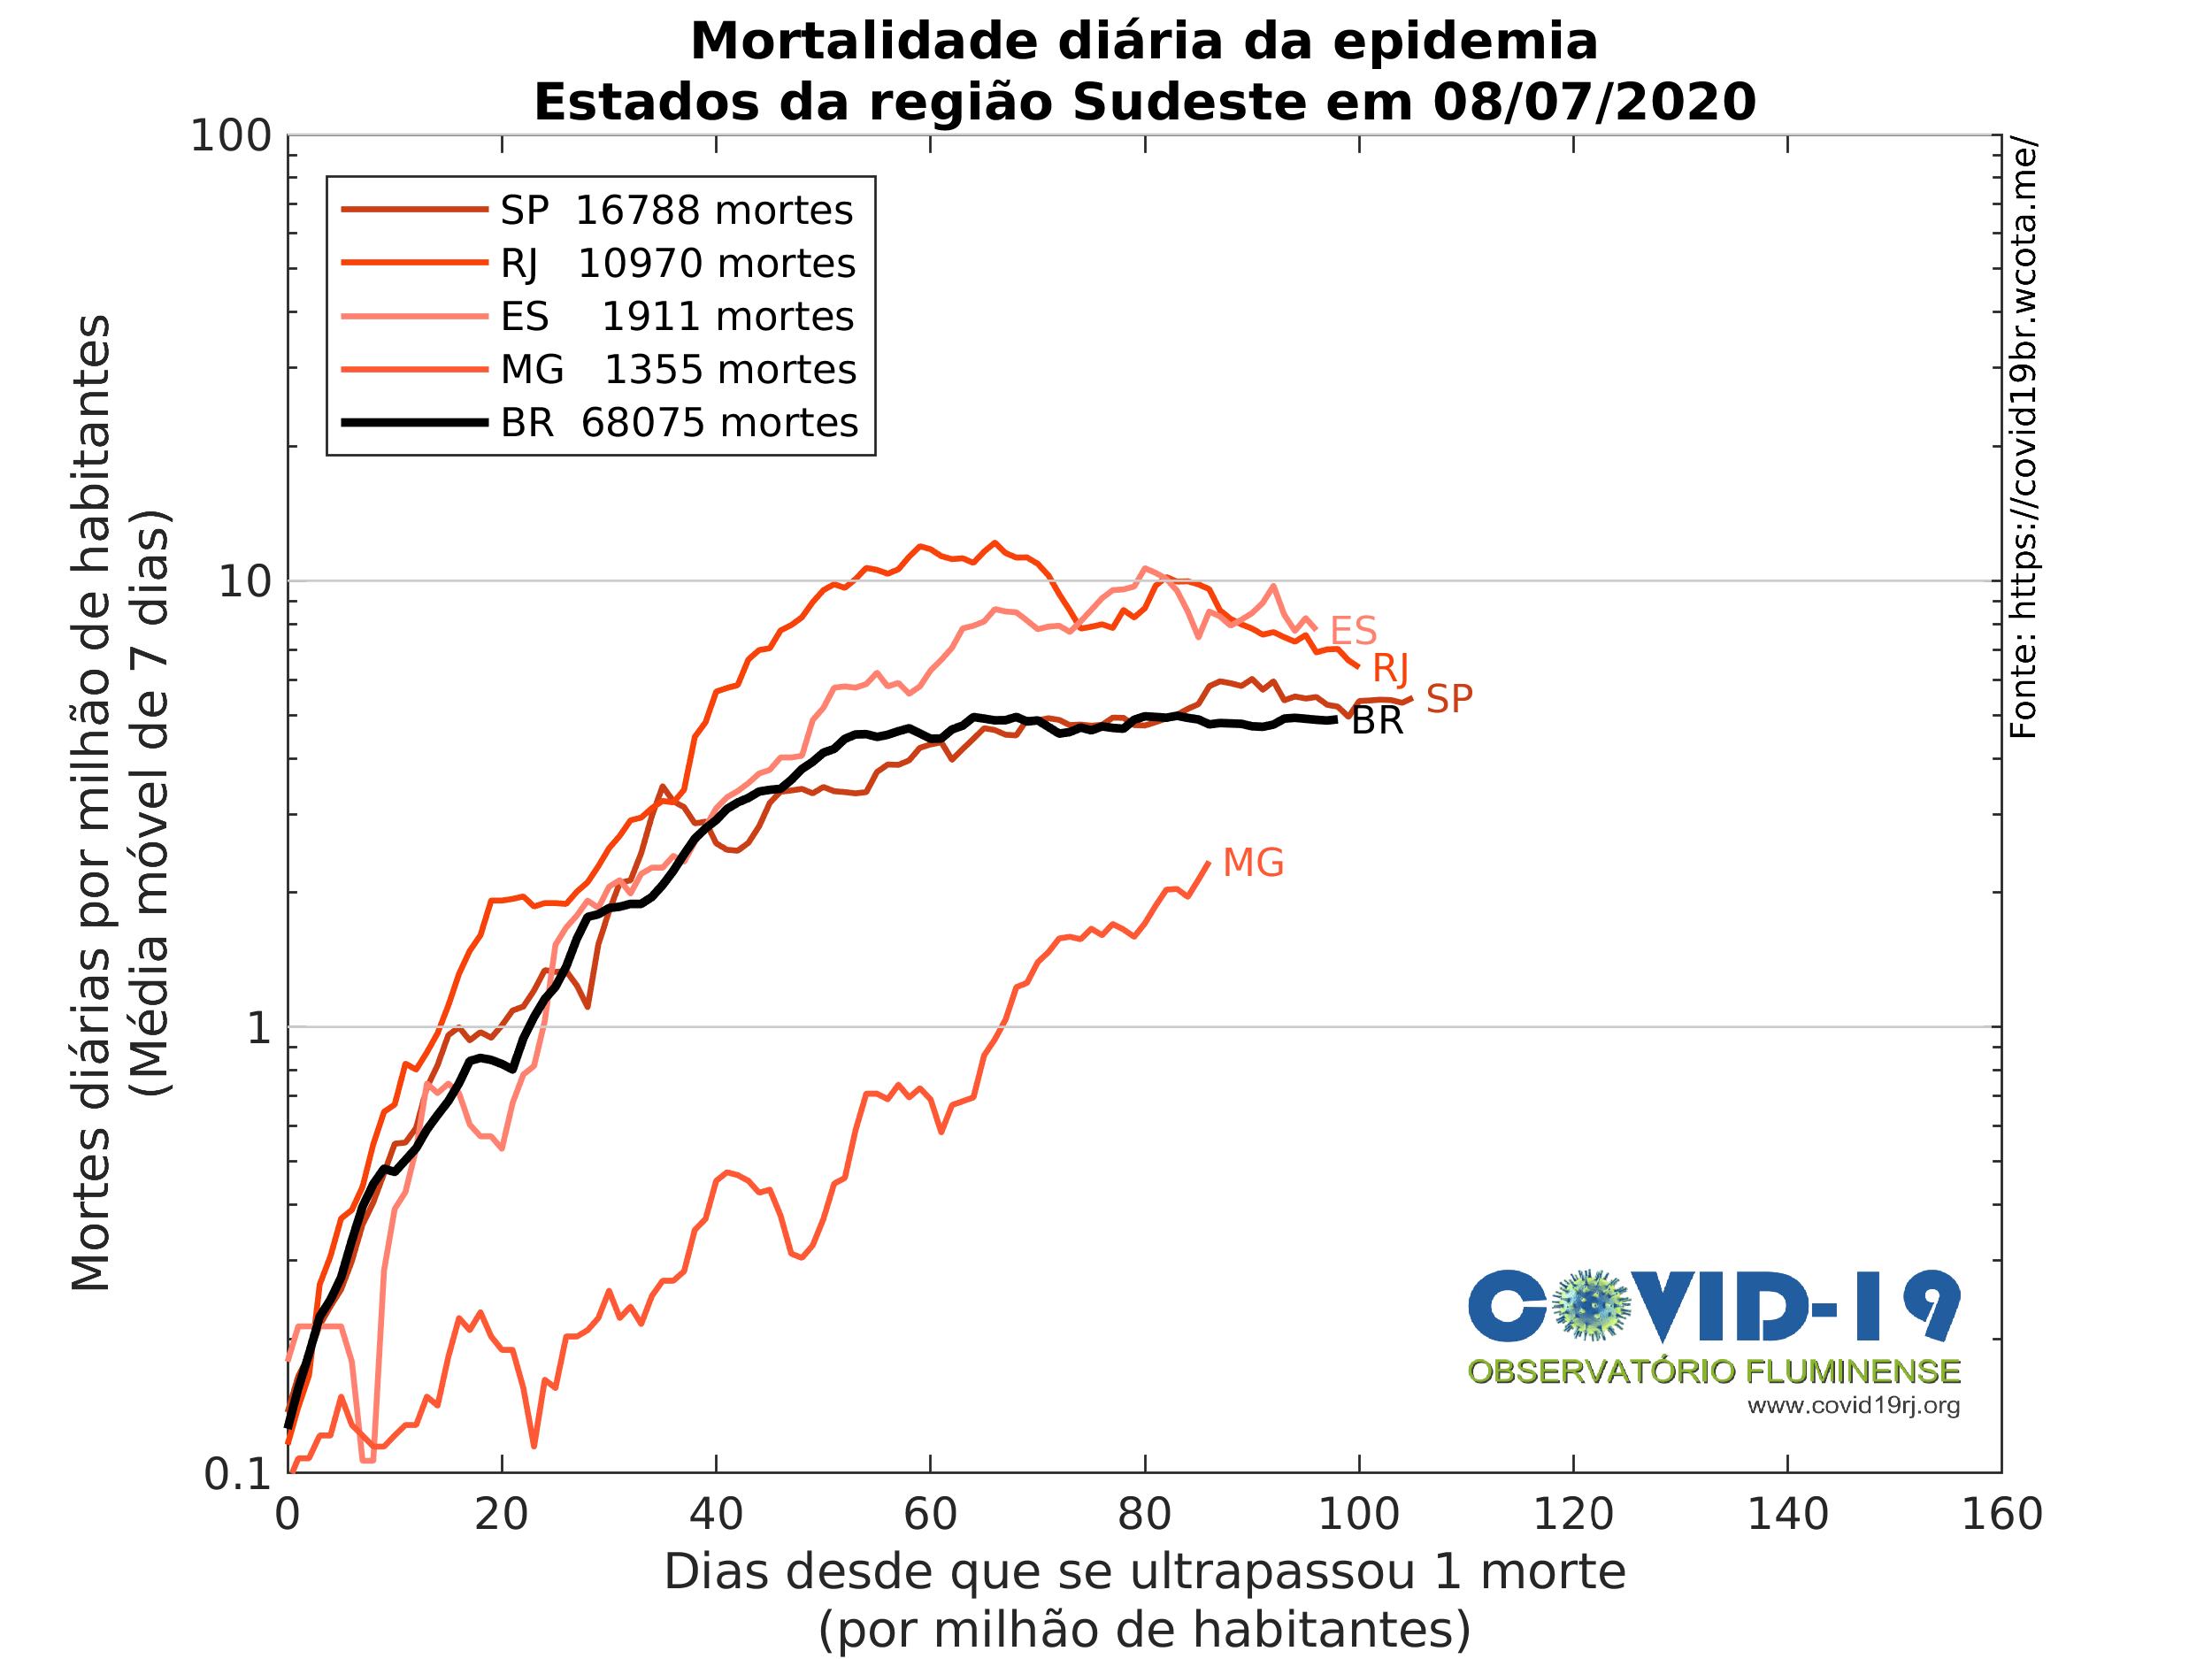 Mortalidade diária da epidemia
Estados da região Sudeste em 08/07/2020
Mortes diárias por milhão de habitantes
(Média móvel de 7 dias)
100
10
1
0.1
SP 16788 mortes
RJ 10970 mortes
ES 1911 mortes
MG 1355 mortes
BR 68075 mortes
ES
RJ
SP
BR
MG
Fonte: https://covid19br.wcota.me/
COVID-19
OBSERVATÓRIO FLUMINENSE
www.covid19rj.org
0 20 40 60 80 100 120 140 160
Dias desde que se ultrapassou 1 morte
(por milhão de habitantes)